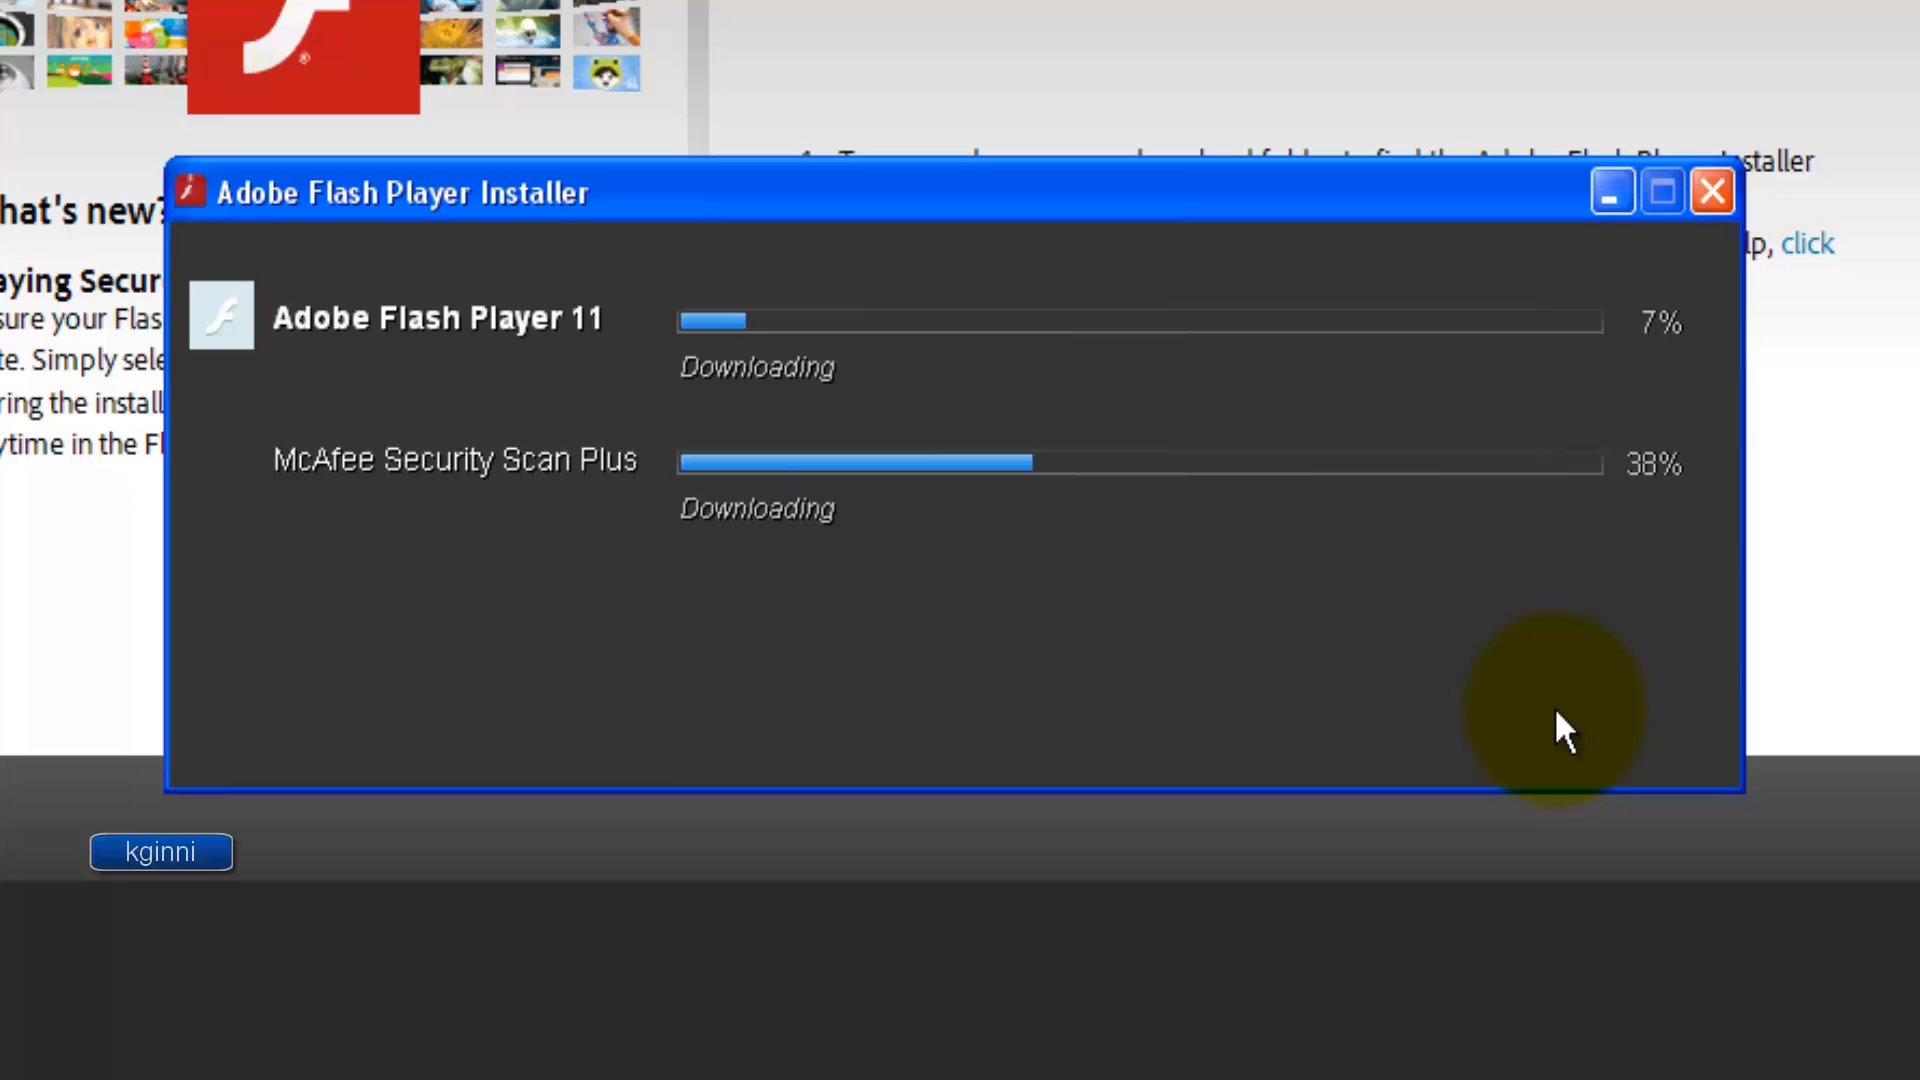 ®
staller
Adobe Flash Player Installer
hat's new?
lp, click
aying Secur
sure your Flas
te. Simply sele
ring the install
ytime in the Fl
Adobe Flash Player 11
7%
Downloading
McAfee Security Scan Plus
38%
Downloading
kginni